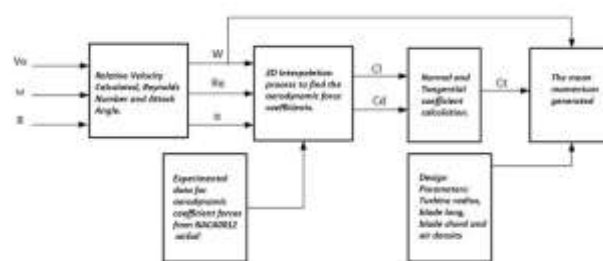 W
Vo
Relative Velocity
Calculated, Reynolds
Number and Attack
Angle.
Re
ω
α
2D Interpolation
process to find the
aerodynamic force
coefficients.
Cl
Cd
Normal and
Tangential
coefficient
calculation.
Ct
The mean
momentum
generated
Experimental
data for
aerodynamic
coefficient forces
from NACA0012
Design
Parameters:
Turbine radius,
blade long,
blade chord and
air density